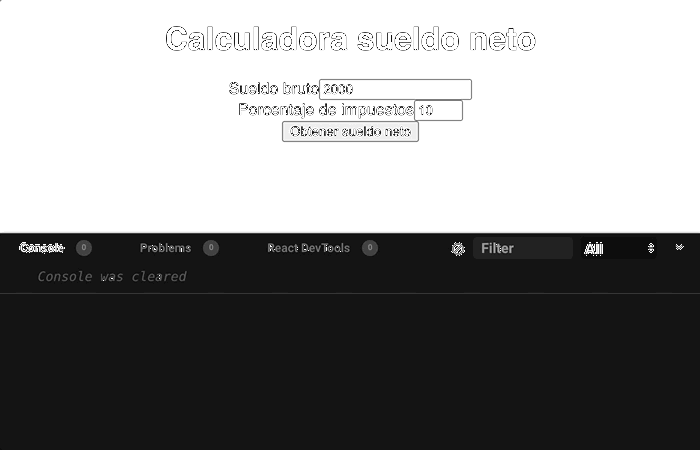 Calculadora sueldo neto
Sueldo bruto 2000
Porcentaje de impuestos 10
Obtener sueldo neto
Console 0 Problems 0 React DevTools 0 Filter All
Console was cleared